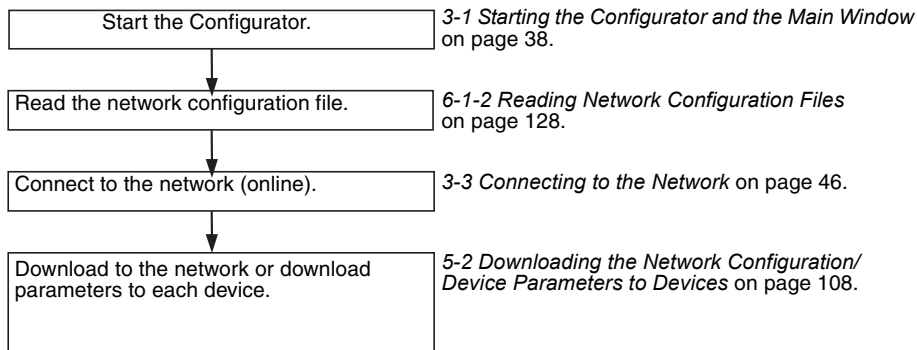 Start the Configurator.
3-1 Starting the Configurator and the Main Window
on page 38.
Read the network configuration file.
6-1-2 Reading Network Configuration Files
on page 128.
Connect to the network (online).
3-3 Connecting to the Network on page 46.
Download to the network or download
parameters to each device.
5-2 Downloading the Network Configuration/
Device Parameters to Devices on page 108.